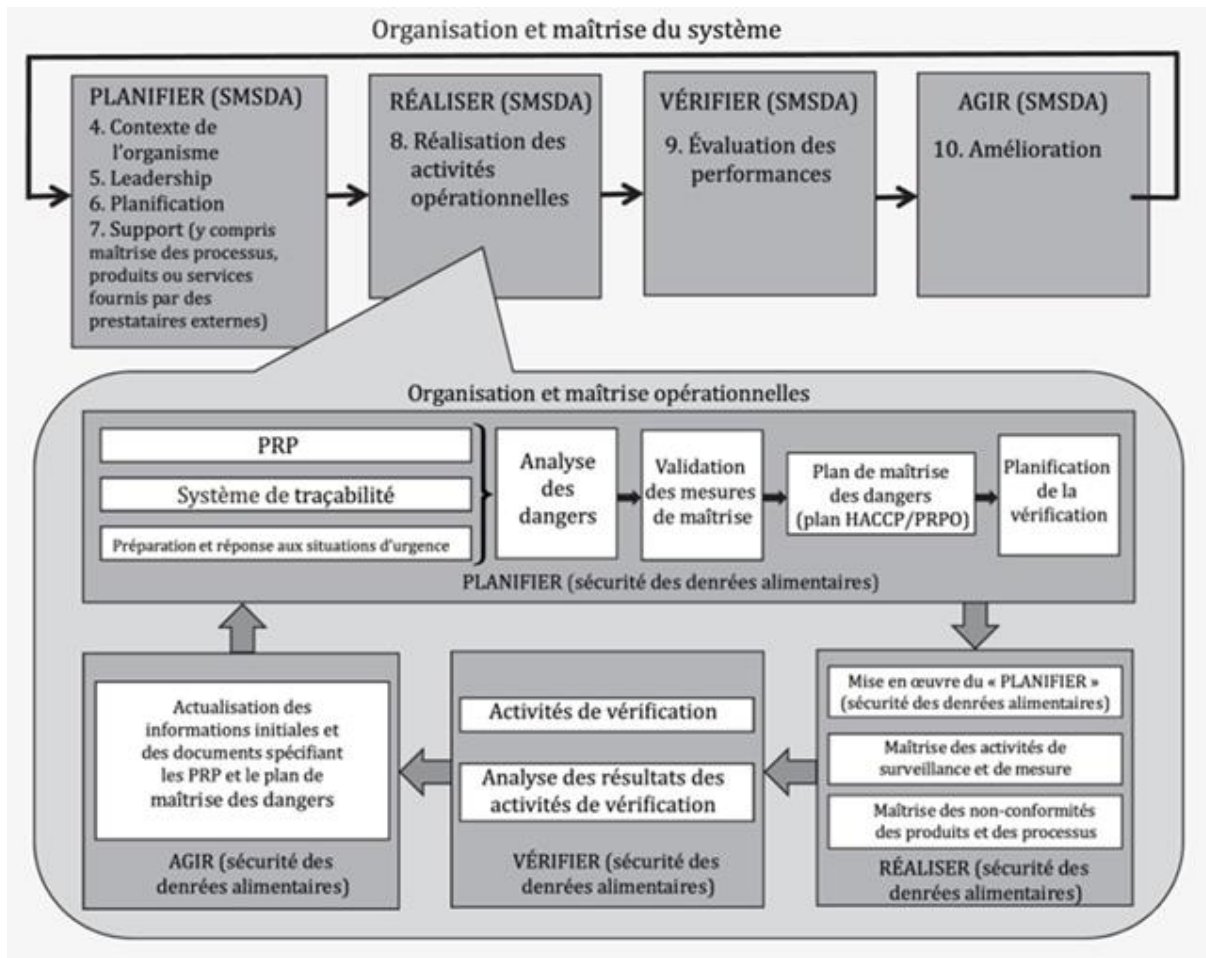 Organisation et maîtrise du système
PLANIFIER (SMSDA)
4. Contexte de
l'organisme
5. Leadership
6. Planification
7. Support (y compris
maîtrise des processus,
produits ou services
fournis par des
prestataires externes)
RÉALISER (SMSDA)
8. Réalisation des
activités
opérationnelles
VÉRIFIER (SMSDA)
9. Évaluation des
performances
AGIR (SMSDA)
10. Amélioration
Organisation et maîtrise opérationnelles
PRP
Système de traçabilité
Préparation et réponse aux situations d'urgence
Analyse
des
dangers
Validation
des mesures
de maîtrise
Plan de maîtrise
des dangers
(plan HACCP/PRPO)
Planification
de la
vérification
PLANIFIER (sécurité des denrées alimentaires)
Actualisation des
informations initiales et
des documents spécifiant
les PRP et le plan de
maîtrise des dangers
AGIR (sécurité des
denrées alimentaires)
Activités de vérification
Analyse des résultats des
activités de vérification
VÉRIFIER (sécurité des
denrées alimentaires)
Mise en œuvre du « PLANIFIER »
(sécurité des denrées alimentaires)
Maîtrise des activités de
surveillance et de mesure
Maîtrise des non-conformités
des produits et des processus
RÉALISER (sécurité des
denrées alimentaires)